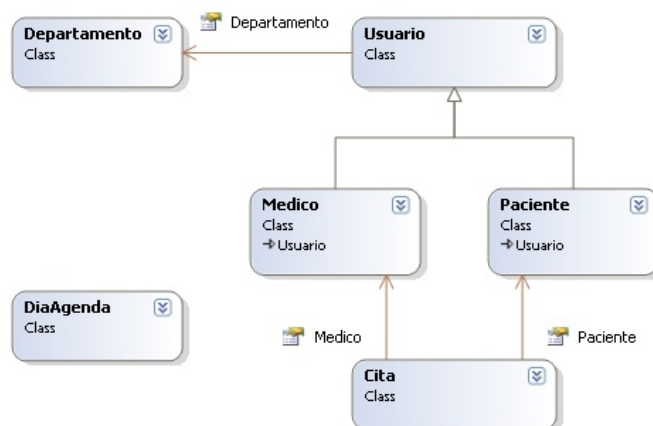 Departamento
Class
Departamento
Usuario
Class
Medico
Class
Usuario
Paciente
Class
Usuario
DiaAgenda
Class
Medico
Paciente
Cita
Class